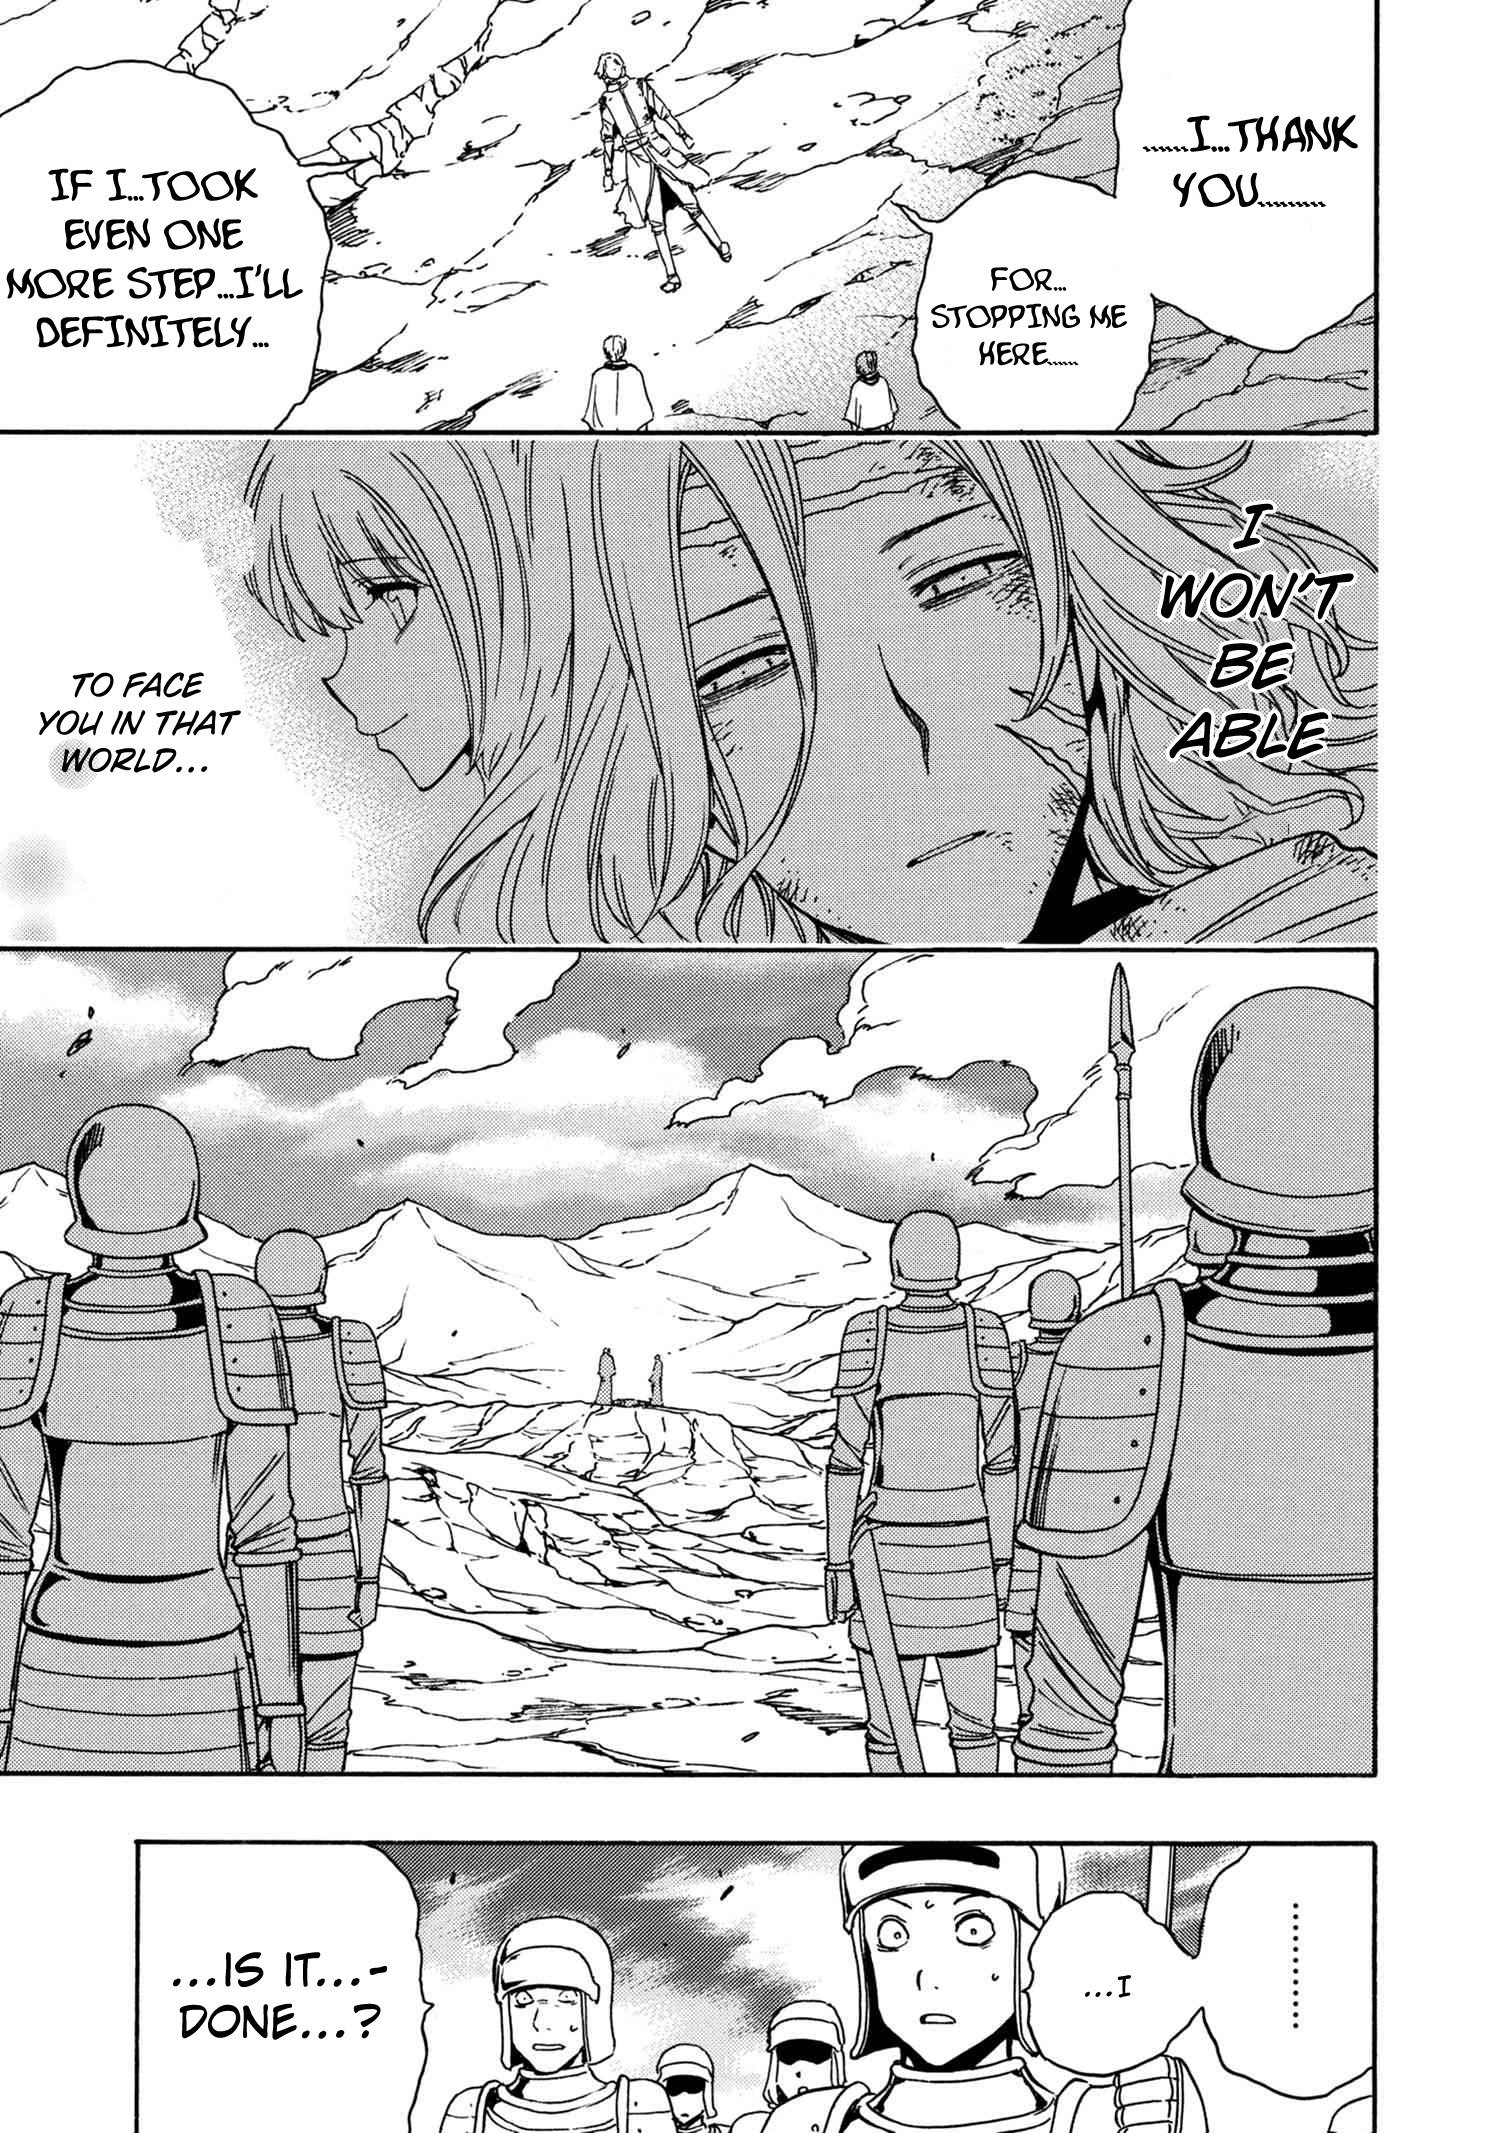 ......I...THANK
YOU.........
FOR...
STOPPING ME
HERE......
IF I...TOOK
EVEN ONE
MORE STEP...I'LL
DEFINITELY...
I
WON'T
BE
ABLE
TO FACE
YOU IN THAT
WORLD...
..........
...I
...IS IT...-
DONE...?